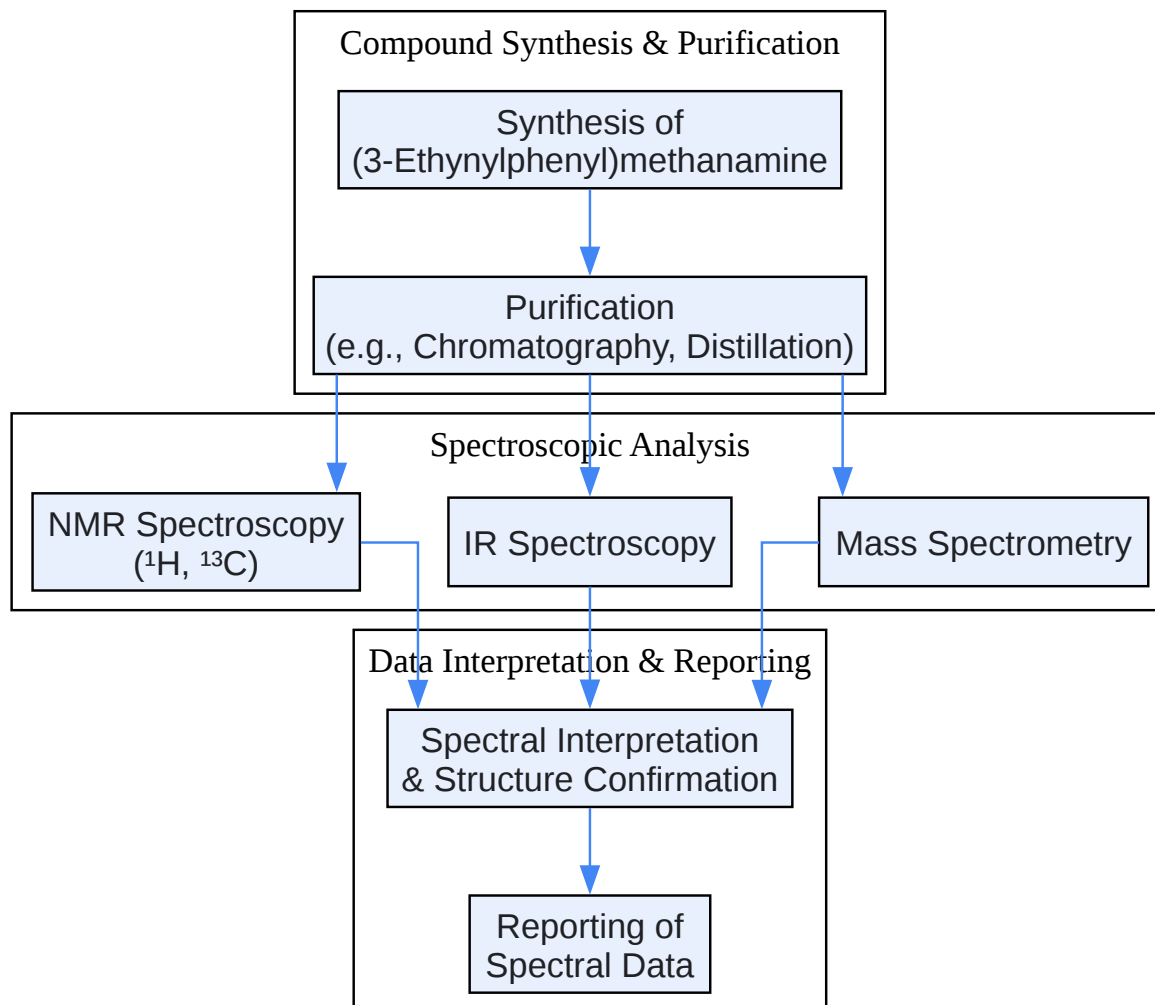 Compound Synthesis & Purification
Synthesis of
(3-Ethynylphenyl)methanamine
Purification
(e.g., Chromatography, Distillation)
Spectroscopic Analysis
NMR Spectroscopy
(¹H, ¹³C)
IR Spectroscopy
Mass Spectrometry
Data Interpretation & Reporting
Spectral Interpretation
& Structure Confirmation
Reporting of
Spectral Data